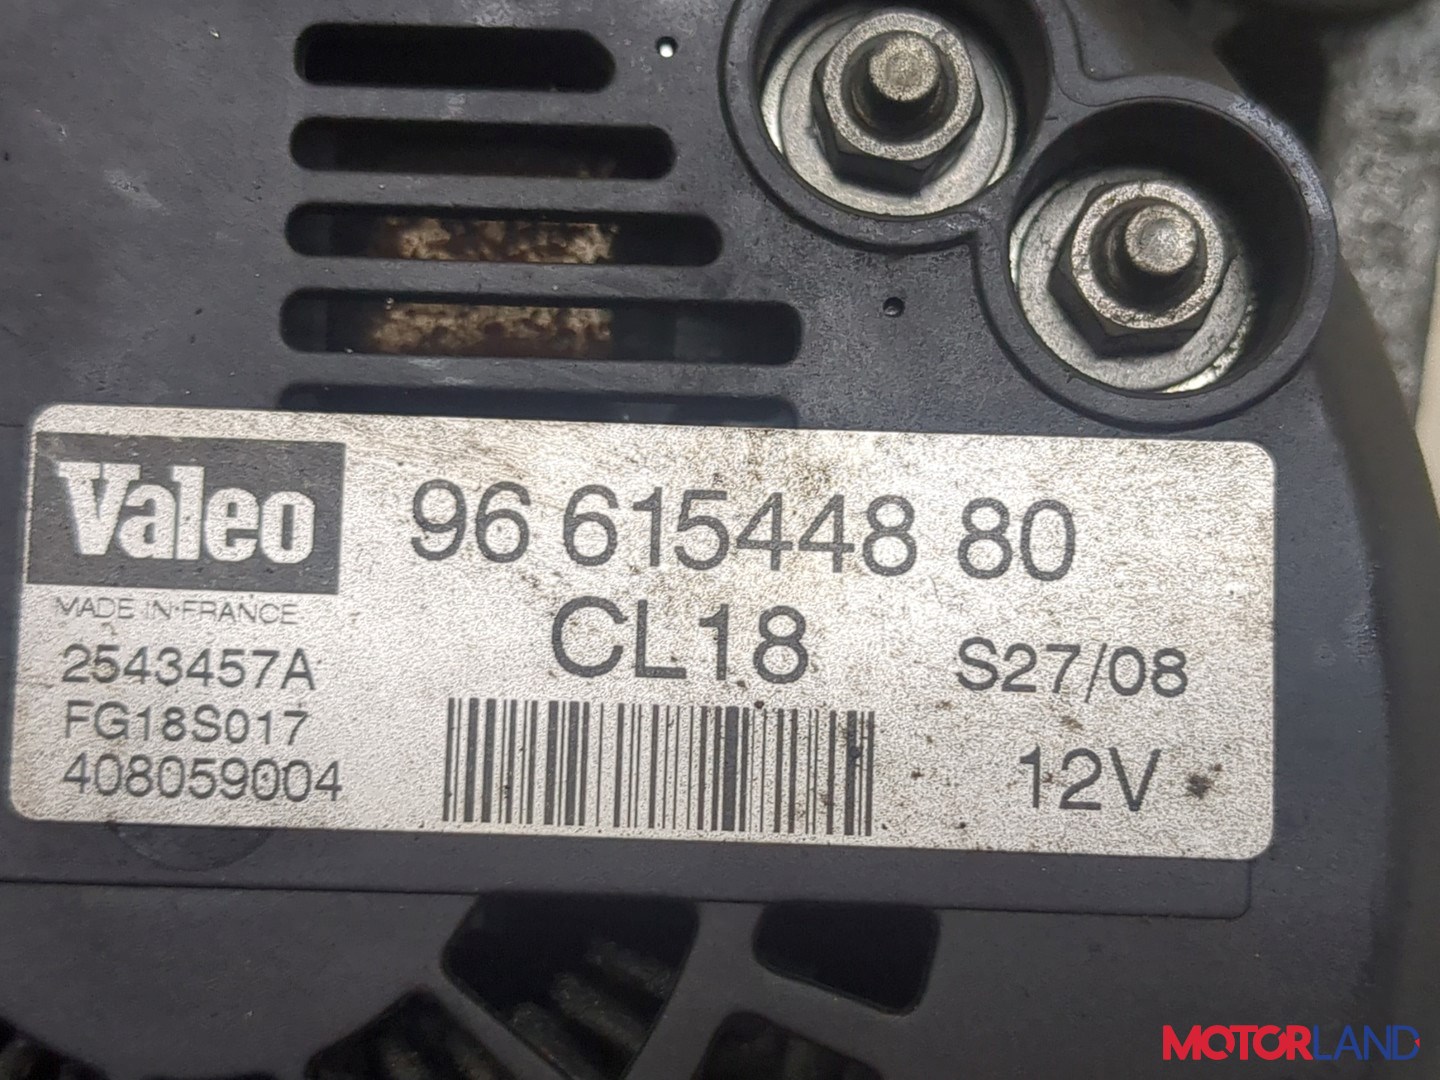 Valeo
96 615448 80
MADE IN FRANCE
CL18
2543457A
S27/08
FG18S017
408059004
12V
MOTORLAND